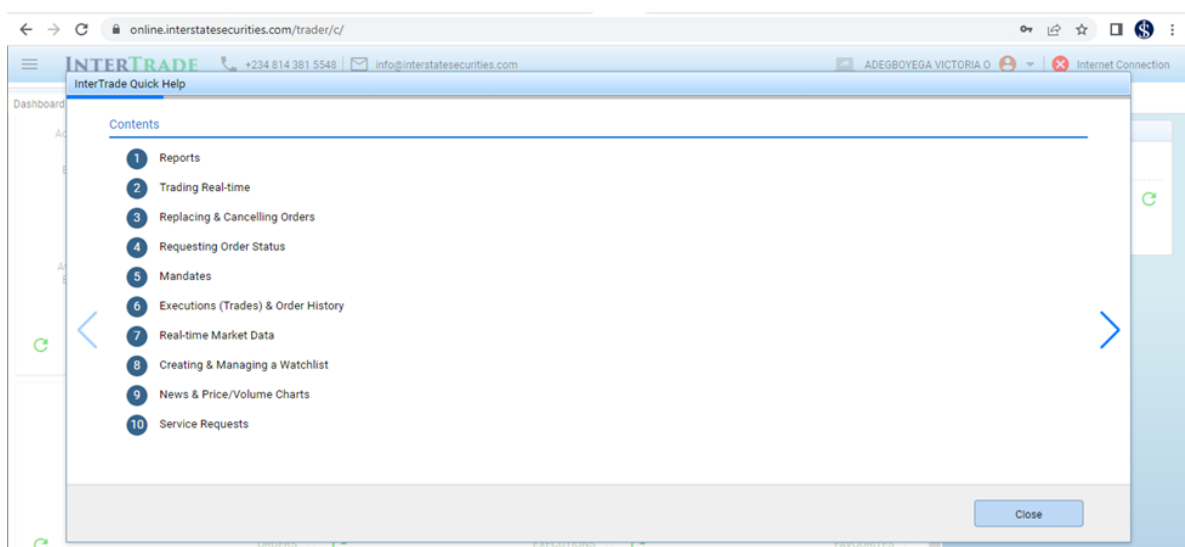 online.interstatesecurities.com/trader/c/
INTERTRADE +234 814 381 5548 info@interstatesecurities.com ADEGBOYEGA VICTORIA O Internet Connection
InterTrade Quick Help
Dashboard
Contents
1 Reports
2 Trading Real-time
3 Replacing & Cancelling Orders
4 Requesting Order Status
5 Mandates
6 Executions (Trades) & Order History
7 Real-time Market Data
8 Creating & Managing a Watchlist
9 News & Price/Volume Charts
10 Service Requests
Close